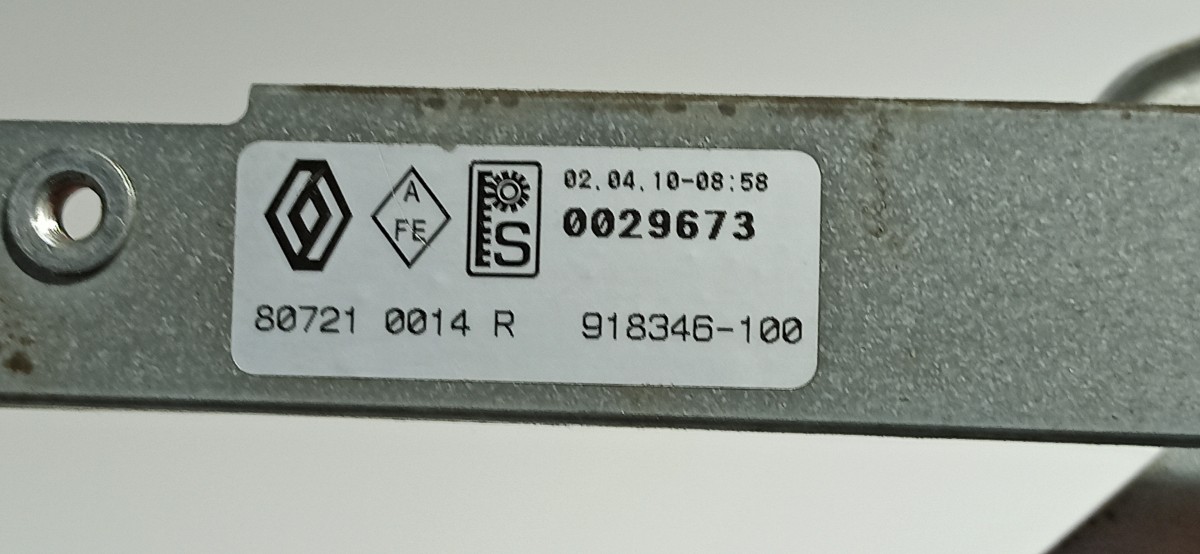 A
FE
S
02.04.10-08:58
0029673
80721 0014 R 918346-100